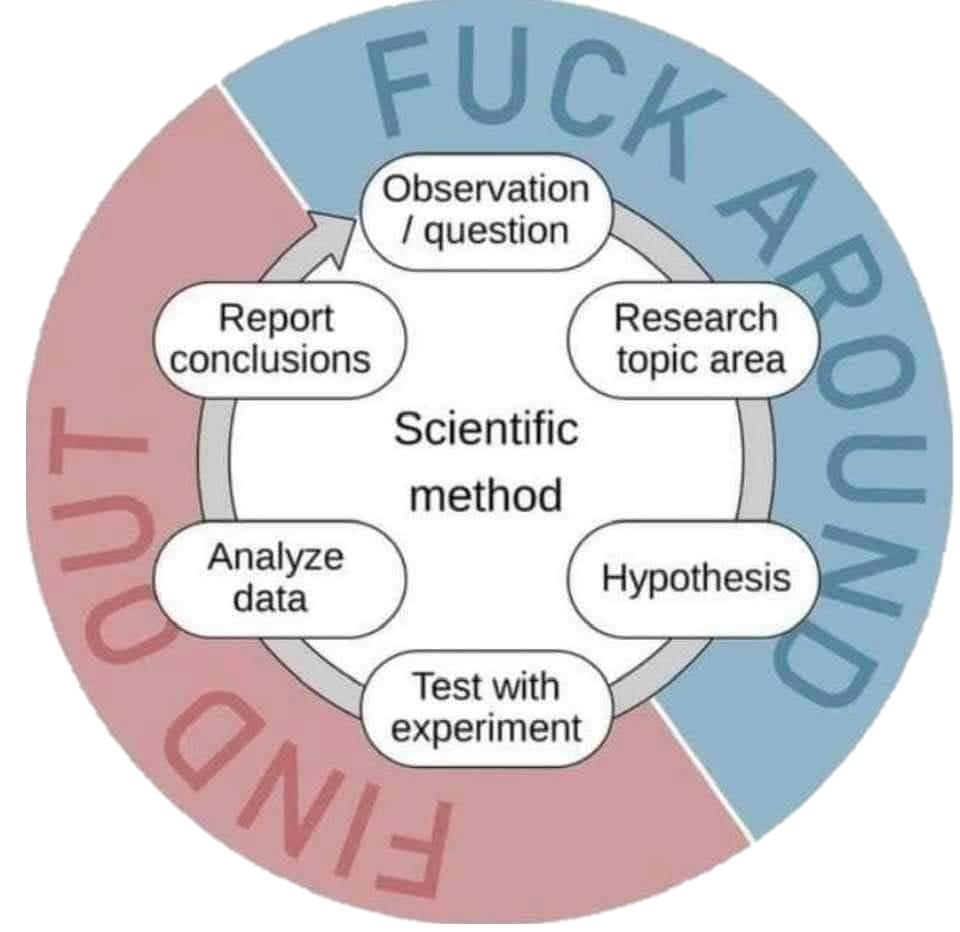 FUCK AROUND
Observation
/ question
Research
topic area
Hypothesis
Test with
experiment
Analyze
data
Report
conclusions
Scientific
method
FIND OUT